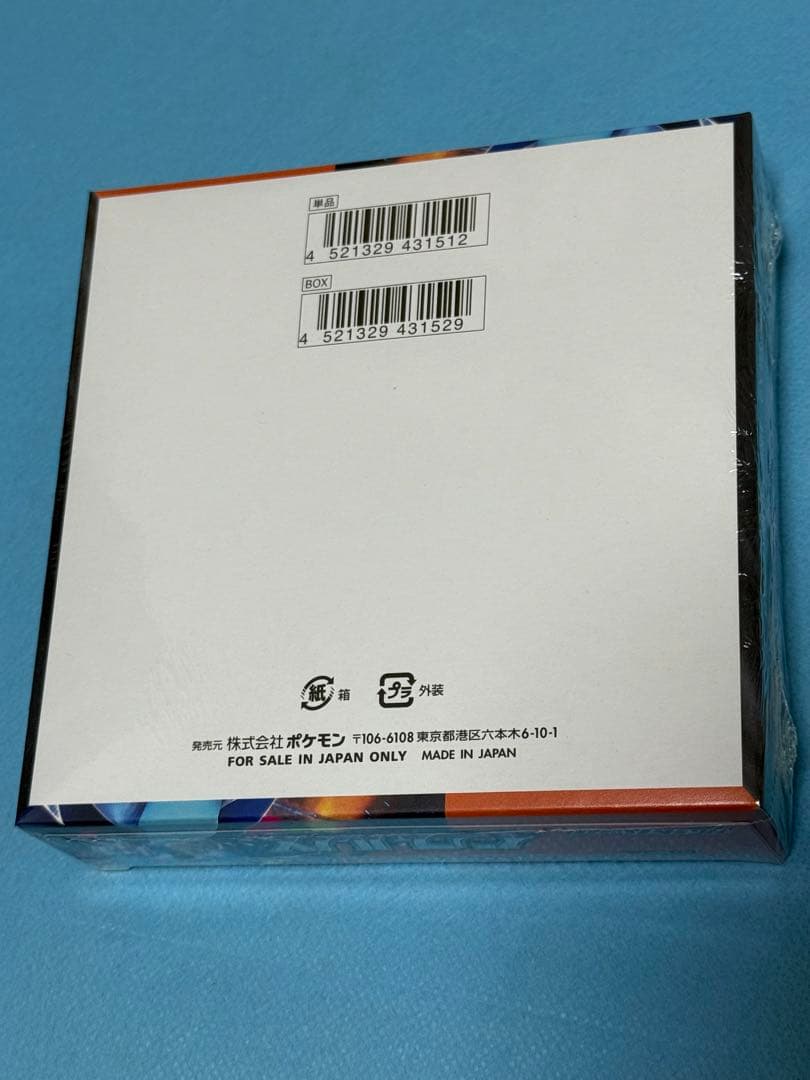 単品
4 521329 431512
BOX
4 521329 431529
紙 箱 プラ 外装
発売元 株式会社 ポケモン 〒106-6108 東京都港区六本木6-10-1
FOR SALE IN JAPAN ONLY MADE IN JAPAN